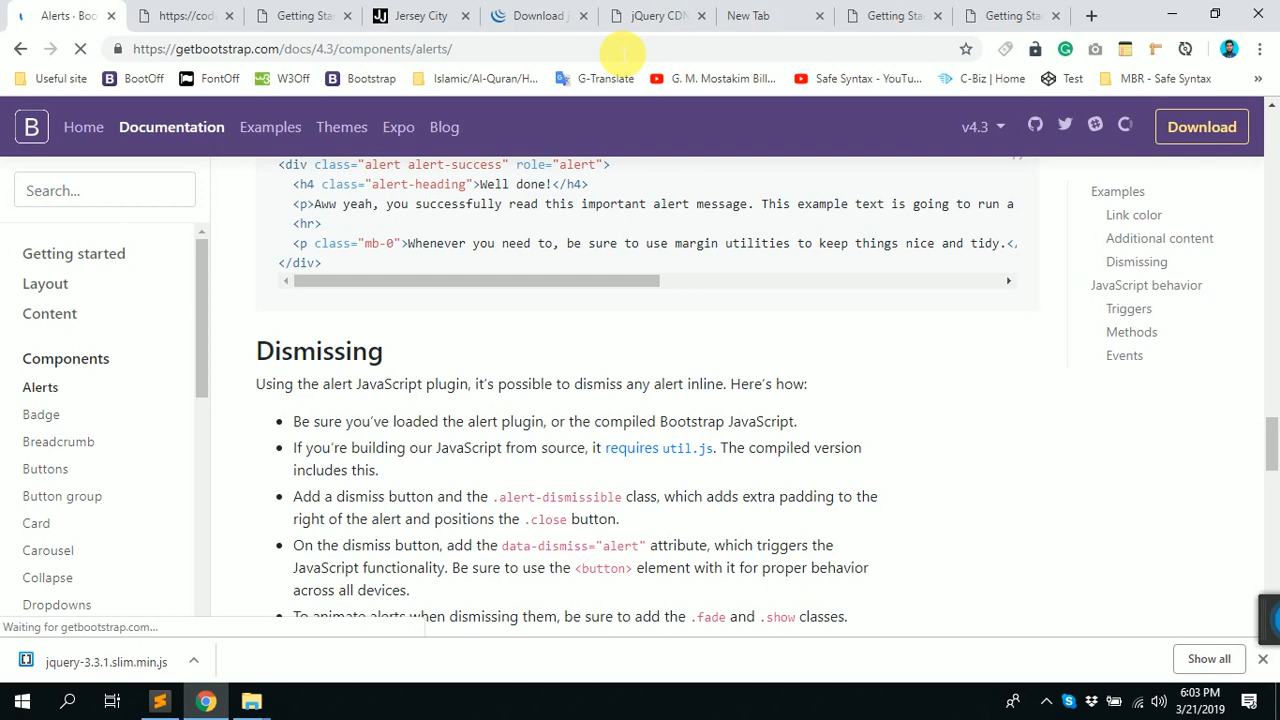 Alerts · Boo
https://cod
Getting Sta
Jersey City
Download j
jQuery CDN
New Tab
Getting Sta
Getting Sta
https://getbootstrap.com/docs/4.3/components/alerts/
Useful site
BootOff
FontOff
W3Off
Bootstrap
Islamic/Al-Quran/H...
G-Translate
G. M. Mostakim Bill...
Safe Syntax - YouTu...
C-Biz | Home
Test
MBR - Safe Syntax
»
B Home Documentation Examples Themes Expo Blog v4.3 Download
Search...
Getting started
Layout
Content
Components
Alerts
Badge
Breadcrumb
Buttons
Button group
Card
Carousel
Collapse
Dropdowns
<div class="alert alert-success" role="alert">
<h4 class="alert-heading">Well done!</h4>
<p>Aww yeah, you successfully read this important alert message. This example text is going to run a
<hr>
<p class="mb-0">Whenever you need to, be sure to use margin utilities to keep things nice and tidy.</
</div>
Dismissing
Using the alert JavaScript plugin, it’s possible to dismiss any alert inline. Here’s how:
• Be sure you’ve loaded the alert plugin, or the compiled Bootstrap JavaScript.
• If you’re building our JavaScript from source, it requires util.js. The compiled version
includes this.
• Add a dismiss button and the .alert-dismissible class, which adds extra padding to the
right of the alert and positions the .close button.
• On the dismiss button, add the data-dismiss="alert" attribute, which triggers the
JavaScript functionality. Be sure to use the <button> element with it for proper behavior
across all devices.
• To animate alerts when dismissing them, be sure to add the .fade and .show classes.
Examples
Link color
Additional content
Dismissing
JavaScript behavior
Triggers
Methods
Events
Waiting for getbootstrap.com...
jquery-3.3.1.slim.min.js
Show all
6:03 PM
3/21/2019